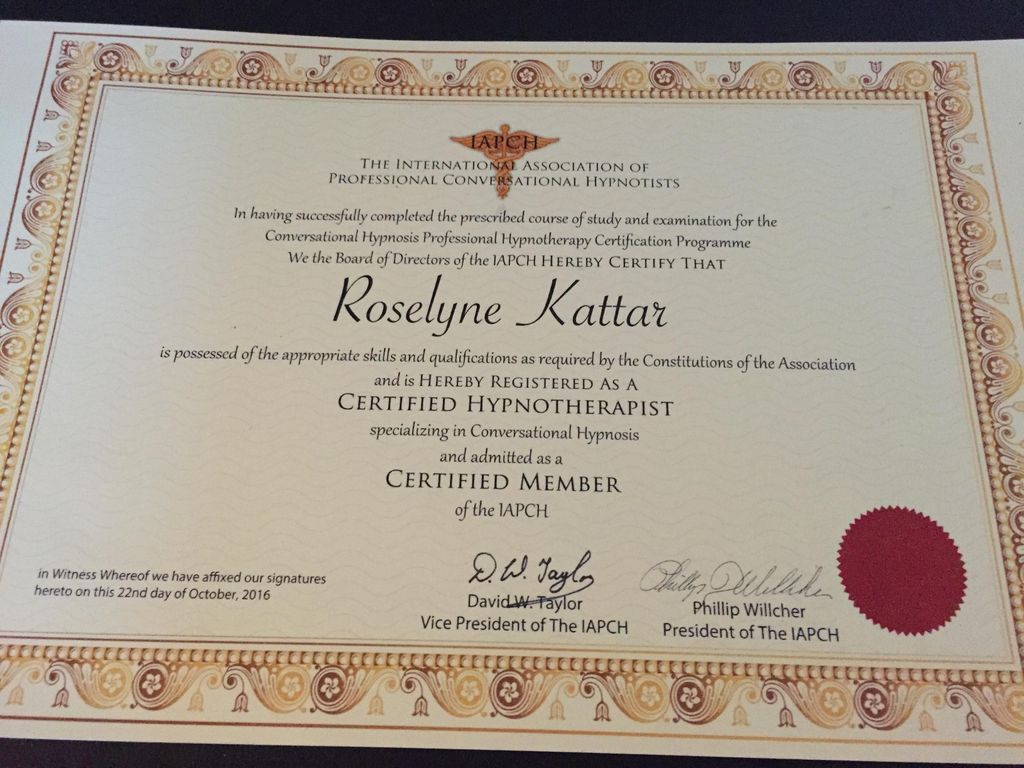 IAPCH
The International Association of
Professional Conversational Hypnotists
In having successfully completed the prescribed course of study and examination for the
Conversational Hypnosis Professional Hypnotherapy Certification Programme
We the Board of Directors of the IAPCH Hereby Certify That
Roselyne Kattar
is possessed of the appropriate skills and qualifications as required by the Constitutions of the Association
and is Hereby Registered as a
Certified Hypnotherapist
specializing in Conversational Hypnosis
and admitted as a
Certified Member
of the IAPCH
in Witness Whereof we have affixed our signatures
hereto on this 22nd day of October, 2016
D. W. Taylor
David W. Taylor
Vice President of The IAPCH
Phillip Willcher
President of The IAPCH